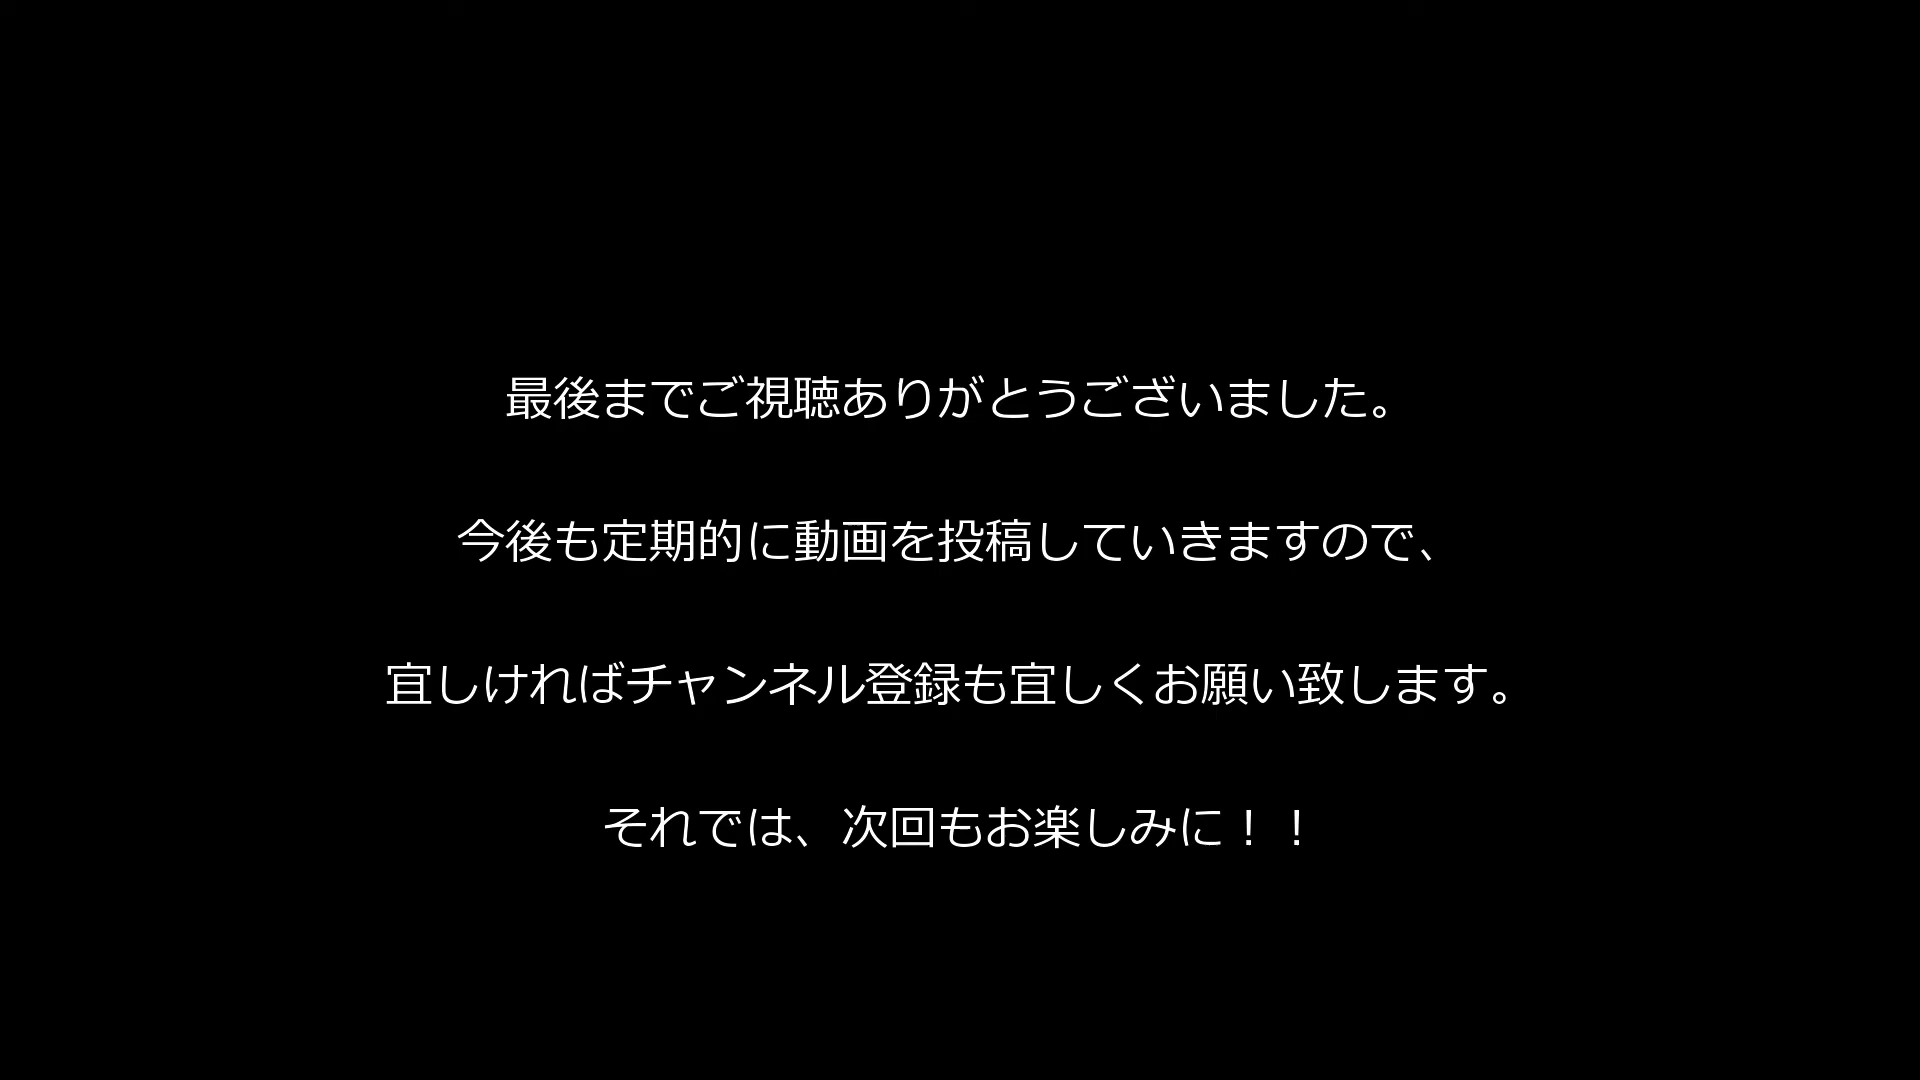 最後までご視聴ありがとうございました。
今後も定期的に動画を投稿していきますので、
宜しければチャンネル登録も宜しくお願い致します。
それでは、次回もお楽しみに！！